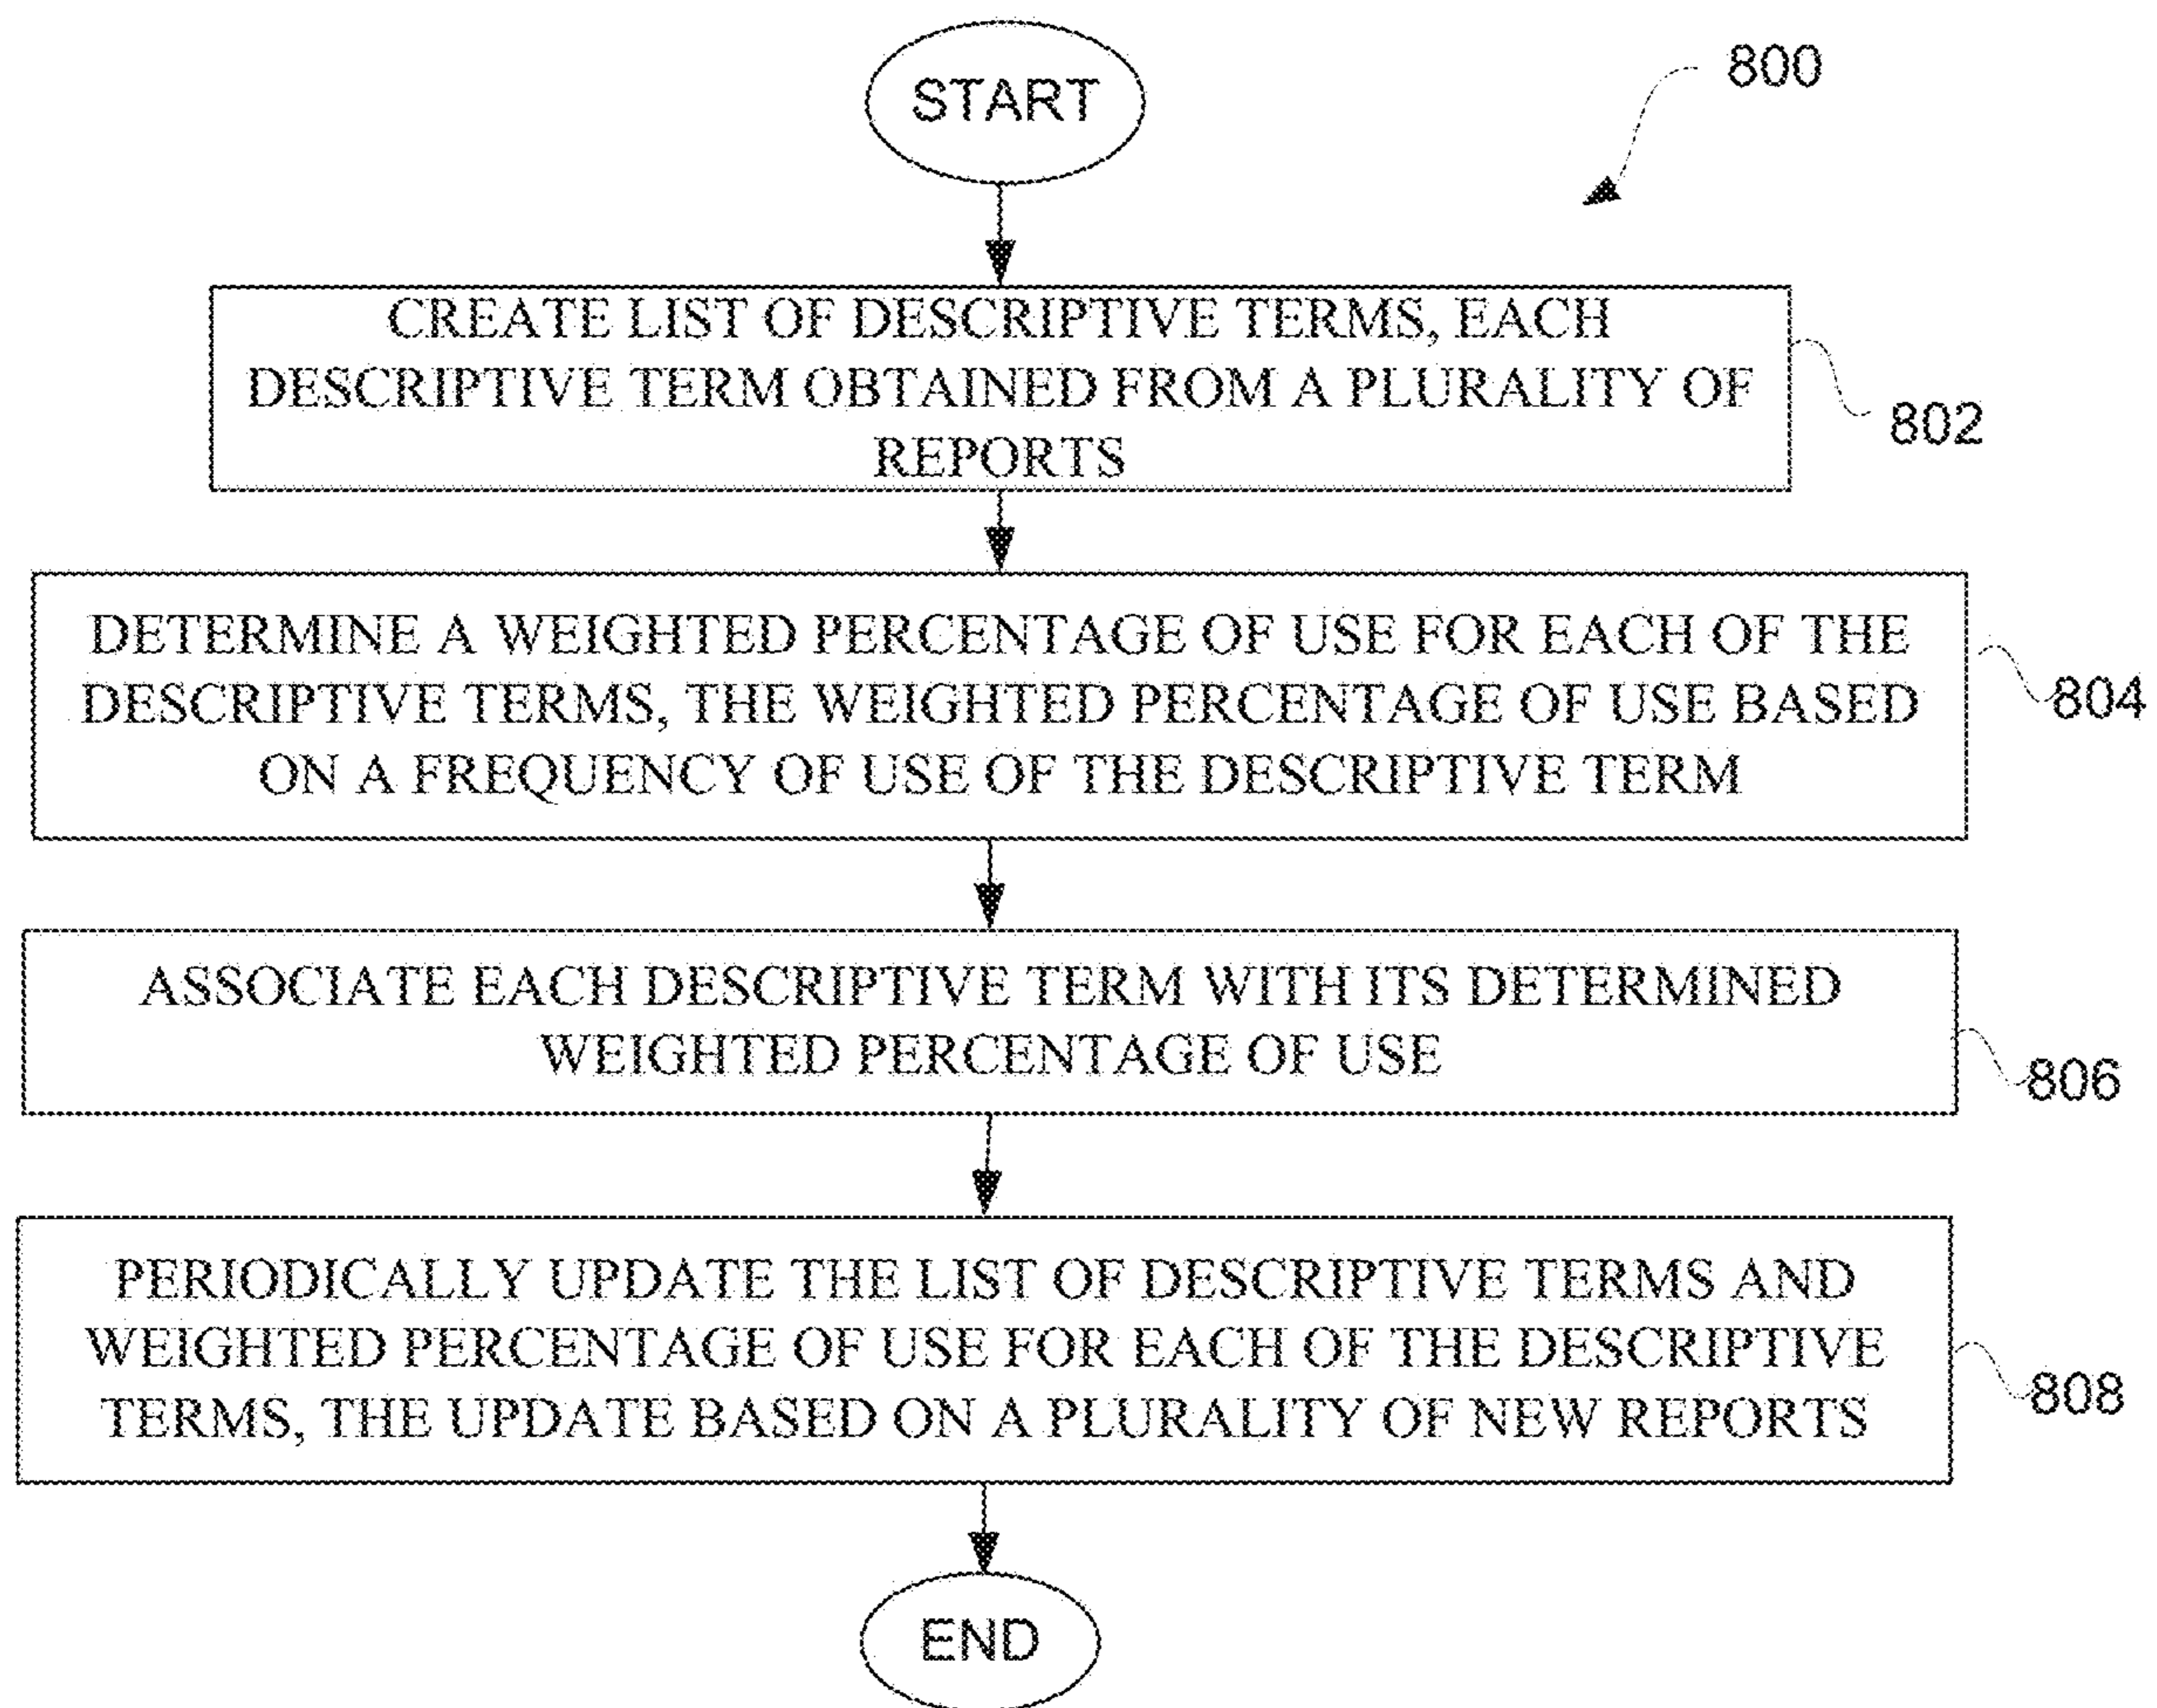 START
800
CREATE LIST OF DESCRIPTIVE TERMS, EACH
DESCRIPTIVE TERM OBTAINED FROM A PLURALITY OF
REPORTS
802
DETERMINE A WEIGHTED PERCENTAGE OF USE FOR EACH OF THE
DESCRIPTIVE TERMS, THE WEIGHTED PERCENTAGE OF USE BASED
ON A FREQUENCY OF USE OF THE DESCRIPTIVE TERM
804
ASSOCIATE EACH DESCRIPTIVE TERM WITH ITS DETERMINED
WEIGHTED PERCENTAGE OF USE
806
PERIODICALLY UPDATE THE LIST OF DESCRIPTIVE TERMS AND
WEIGHTED PERCENTAGE OF USE FOR EACH OF THE DESCRIPTIVE
TERMS, THE UPDATE BASED ON A PLURALITY OF NEW REPORTS
808
END